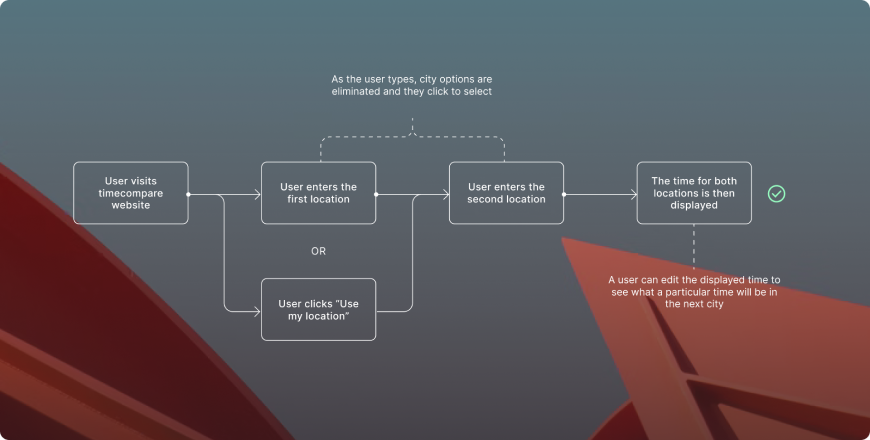 As the user types, city options are
eliminated and they click to select
User visits
timecompare
website
User enters the
first location
User enters the
second location
The time for both
locations is then
displayed
OR
User clicks “Use
my location”
A user can edit the displayed time to
see what a particular time will be in
the next city